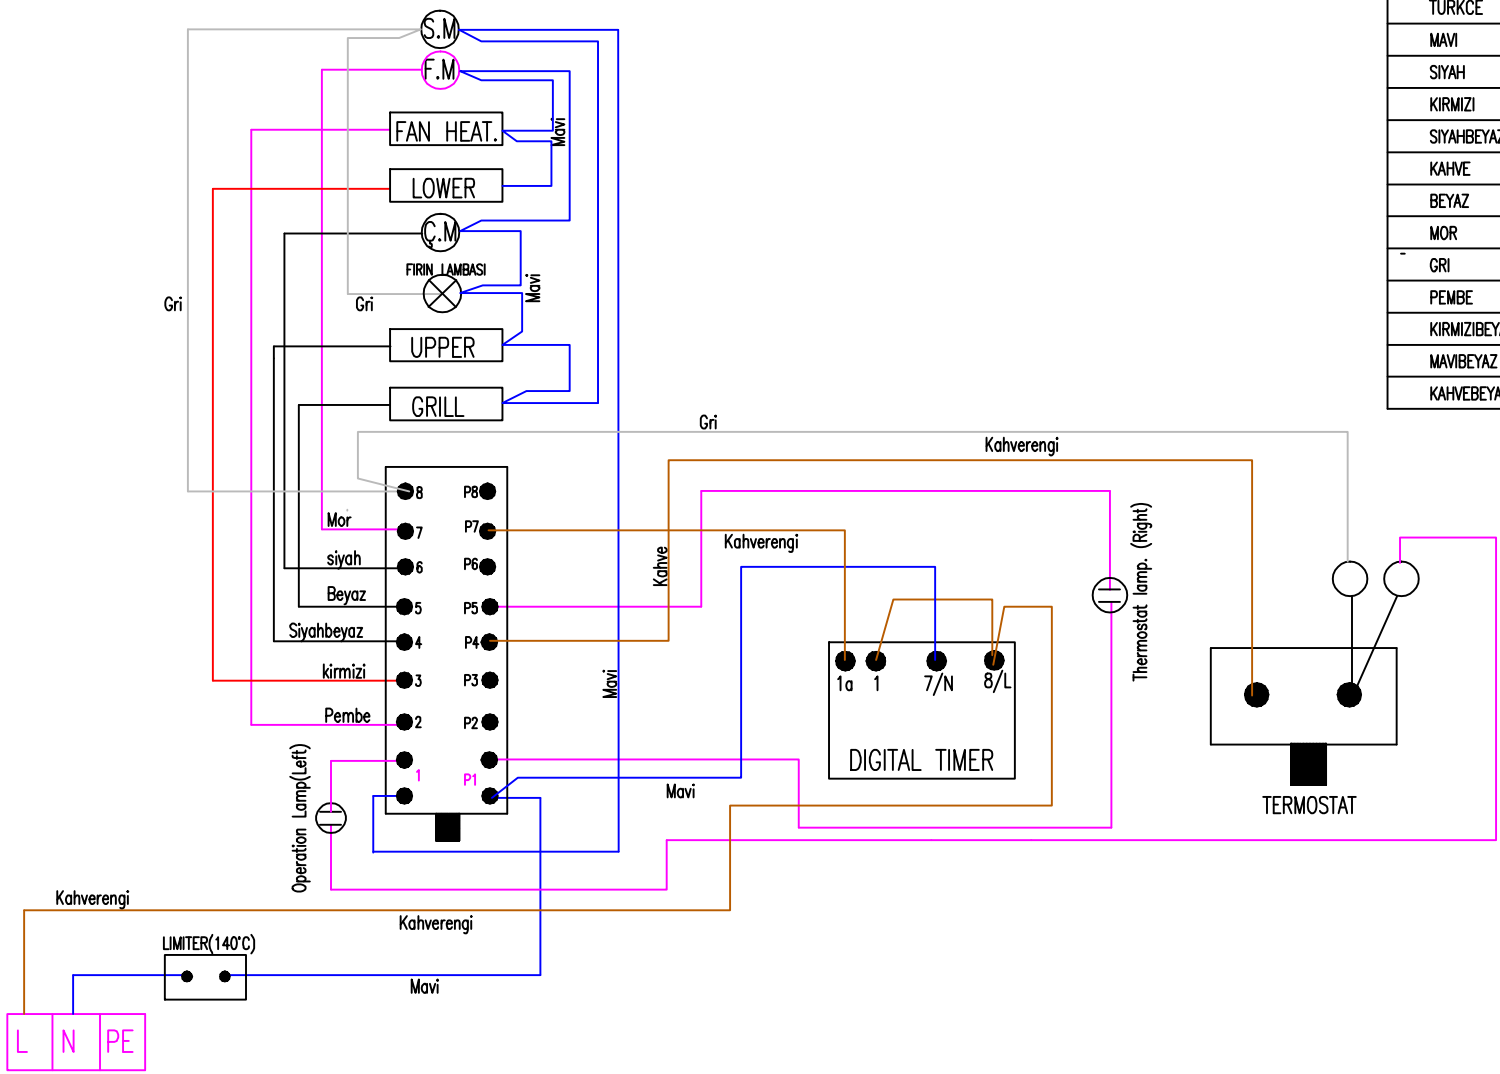 S.M
F.M
FAN HEAT.
Mavi
LOWER
Ç.M
FIRIN LAMBASI
Gri
Gri
Mavi
UPPER
GRILL
TURKCE
MAVI
SIYAH
KIRMIZI
SIYAHBEYAZ
KAHVE
BEYAZ
MOR
GRI
PEMBE
KIRMIZIBEYA
MAVIBEYAZ
KAHVEBEYA
Gri
Kahverengi
8 P8
Mor
7 P7
Kahverengi
siyah
6 P6
Kahve
Beyaz
5 P5
Siyahbeyaz
4 P4
kirmizi
3 P3
Pembe
2 P2
1 P1
Mavi
Mavi
Operation Lamp(Left)
Thermostat lamp. (Right)
1a 1 7/N 8/L
DIGITAL TIMER
TERMOSTAT
Kahverengi
Kahverengi
LIMITER(140°C)
Mavi
L N PE